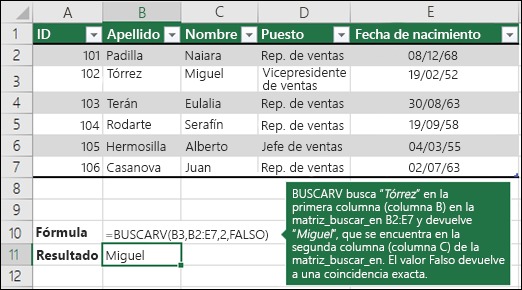 A B C D E
1 ID Apellido Nombre Puesto Fecha de nacimiento
2 101 Padilla Naiara Rep. de ventas 08/12/68
3 102 Tórrez Miguel Vicepresidente 19/02/52
de ventas
4 103 Terán Eulalia Rep. de ventas 30/08/63
5 104 Rodarte Serafín Rep. de ventas 19/09/58
6 105 Hermosilla Alberto Jefe de ventas 04/03/55
7 106 Casanova Juan Rep. de ventas 02/07/63
8
9
10 Fórmula =BUSCARV(B3,B2:E7,2,FALSO)
11 Resultado Miguel
12
BUSCARV busca "Tórrez" en la
primera columna (columna B) en la
matriz_buscar_en B2:E7 y devuelve
"Miguel", que se encuentra en la
segunda columna (columna C) de la
matriz_buscar_en. El valor Falso devuelve
a una coincidencia exacta.